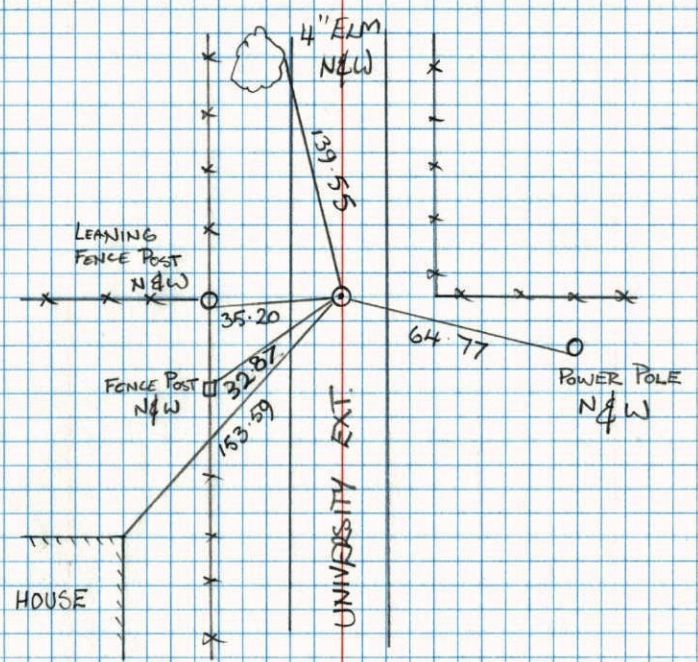 4" ELM
N&W
139.55
LEANING
FENCE POST
N&W
35.20
64.77
32.87
FENCE POST
N&W
POWER POLE
N&W
153.59
UNIVERSITY EXT.
HOUSE